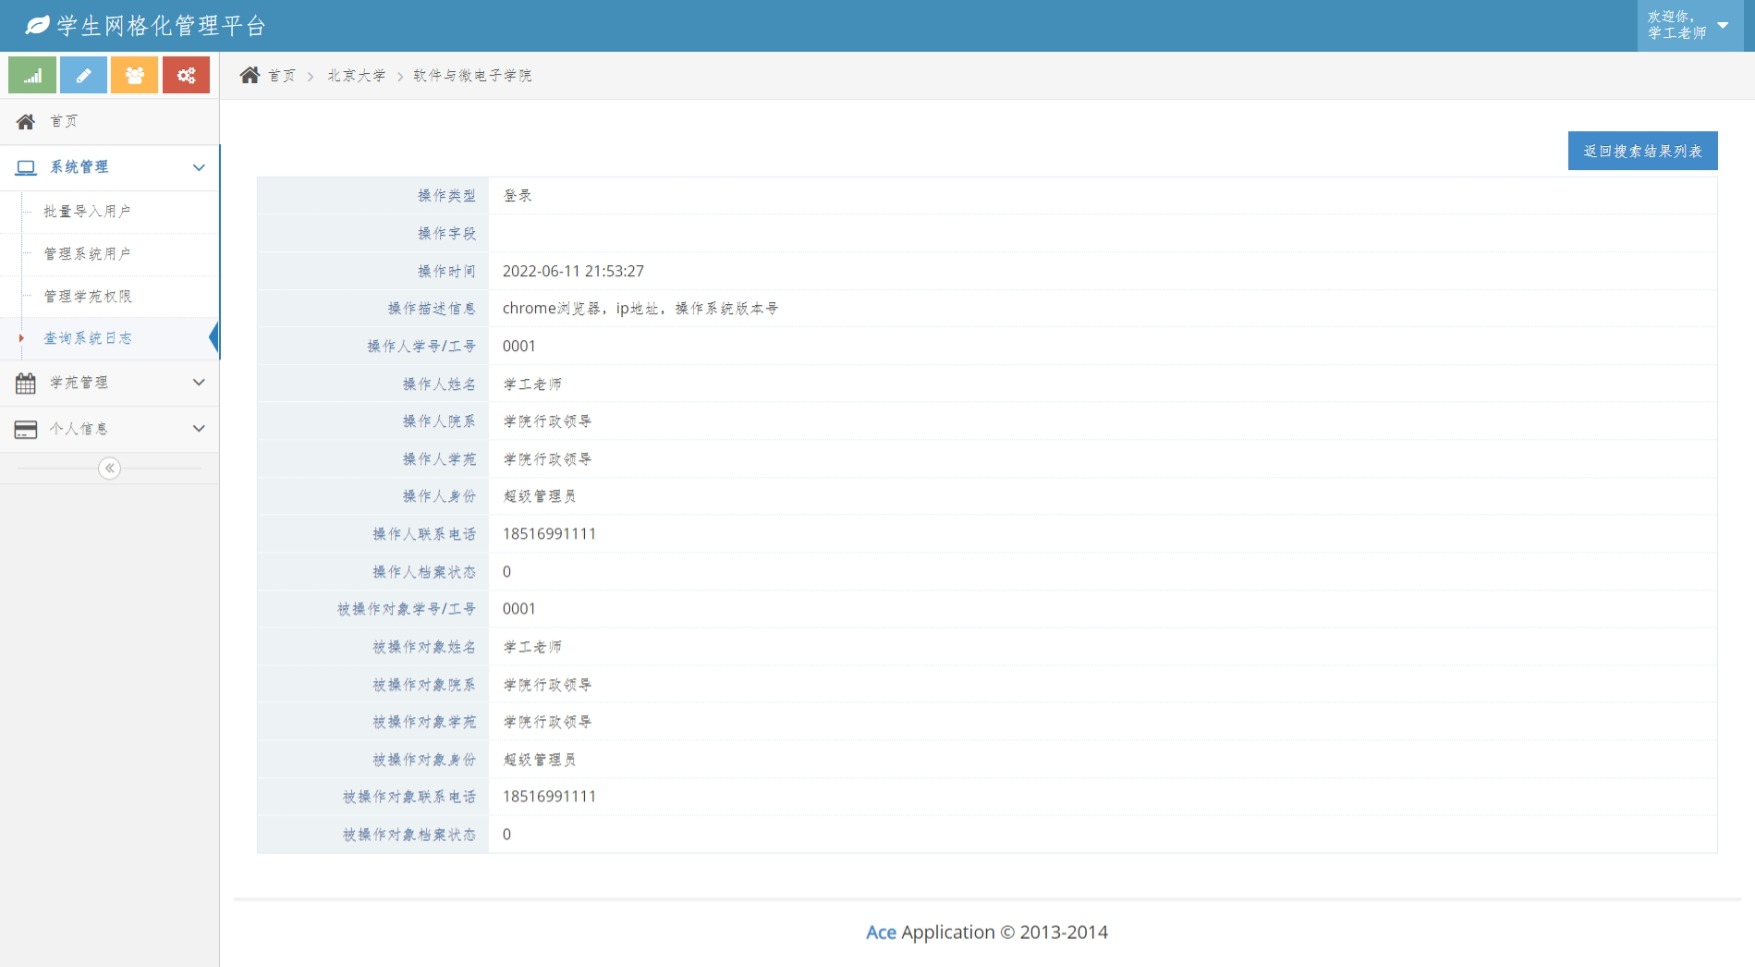 学生网格化管理平台
欢迎你,
学工老师
首页 > 北京大学 > 软件与微电子学院
首页
系统管理
批量导入用户
管理系统用户
管理学苑权限
查询系统日志
学苑管理
个人信息
返回搜索结果列表
操作类型 登录
操作字段
操作时间 2022-06-11 21:53:27
操作描述信息 chrome浏览器，ip地址，操作系统版本号
操作人学号/工号 0001
操作人姓名 学工老师
操作人院系 学院行政领导
操作人学苑 学院行政领导
操作人身份 超级管理员
操作人联系电话 18516991111
操作人档案状态 0
被操作对象学号/工号 0001
被操作对象姓名 学工老师
被操作对象院系 学院行政领导
被操作对象学苑 学院行政领导
被操作对象身份 超级管理员
被操作对象联系电话 18516991111
被操作对象档案状态 0
Ace Application © 2013-2014